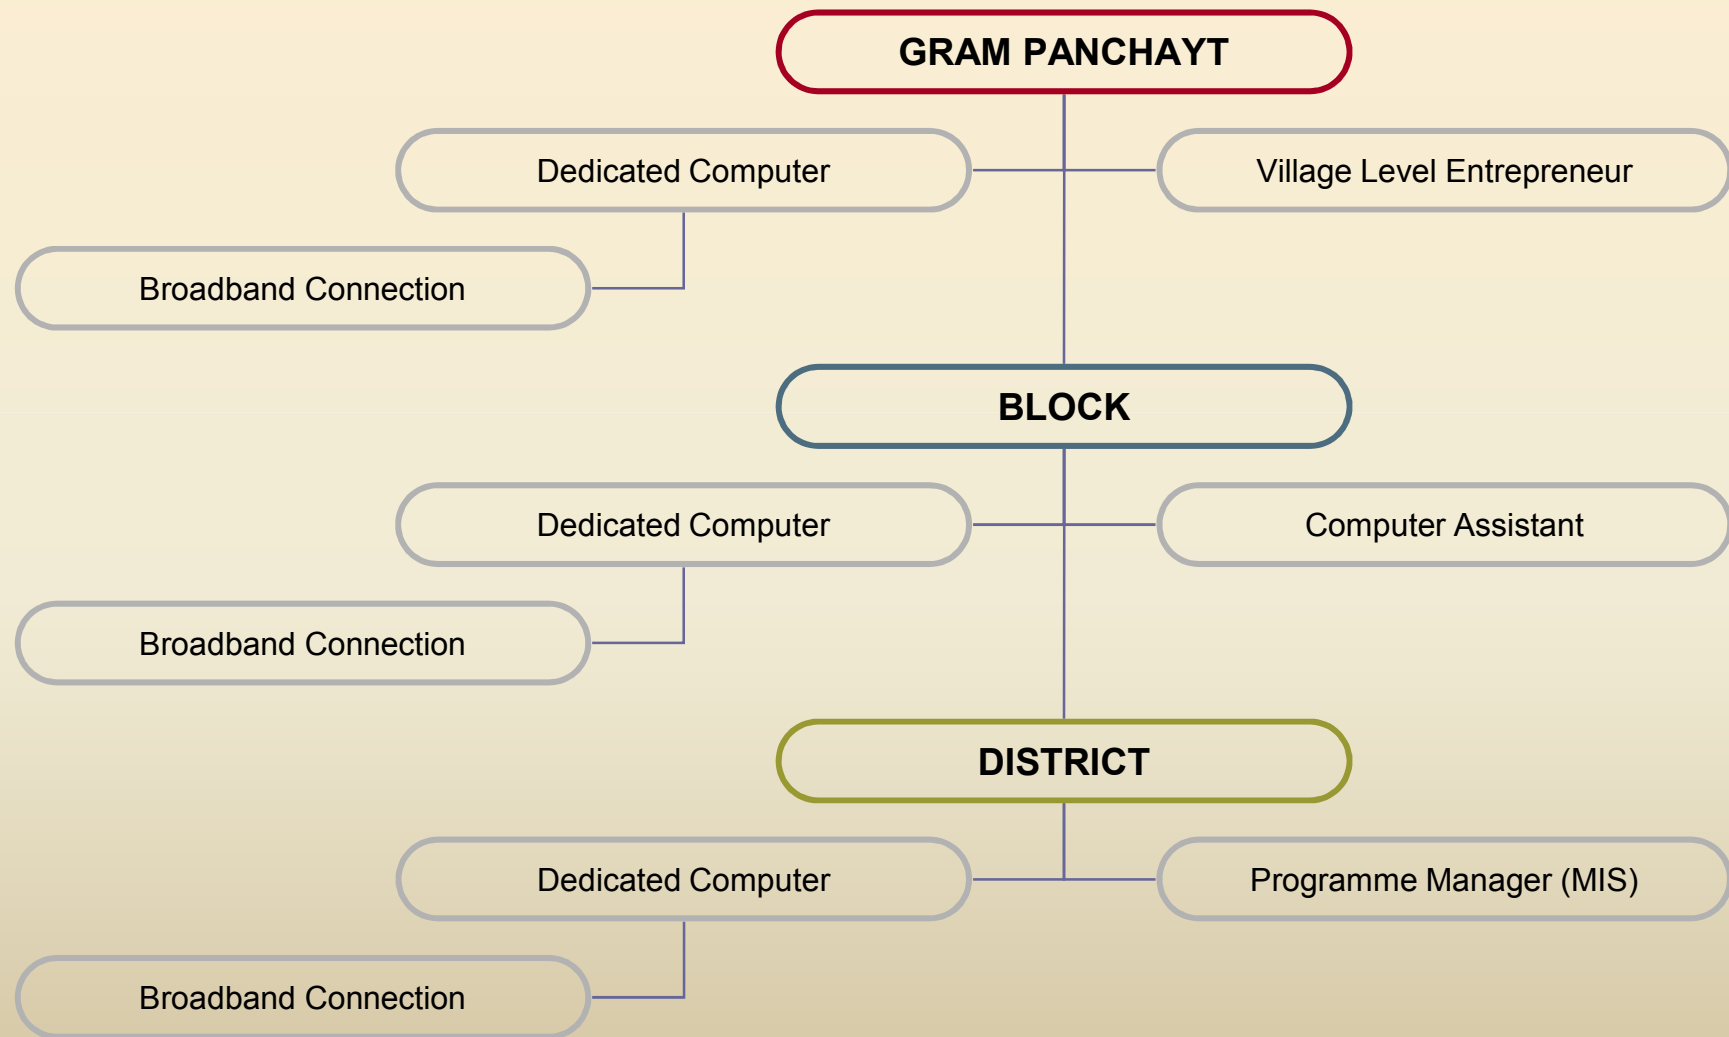 GRAM PANCHAYT
Dedicated Computer
Village Level Entrepreneur
Broadband Connection
BLOCK
Dedicated Computer
Computer Assistant
Broadband Connection
DISTRICT
Dedicated Computer
Programme Manager (MIS)
Broadband Connection